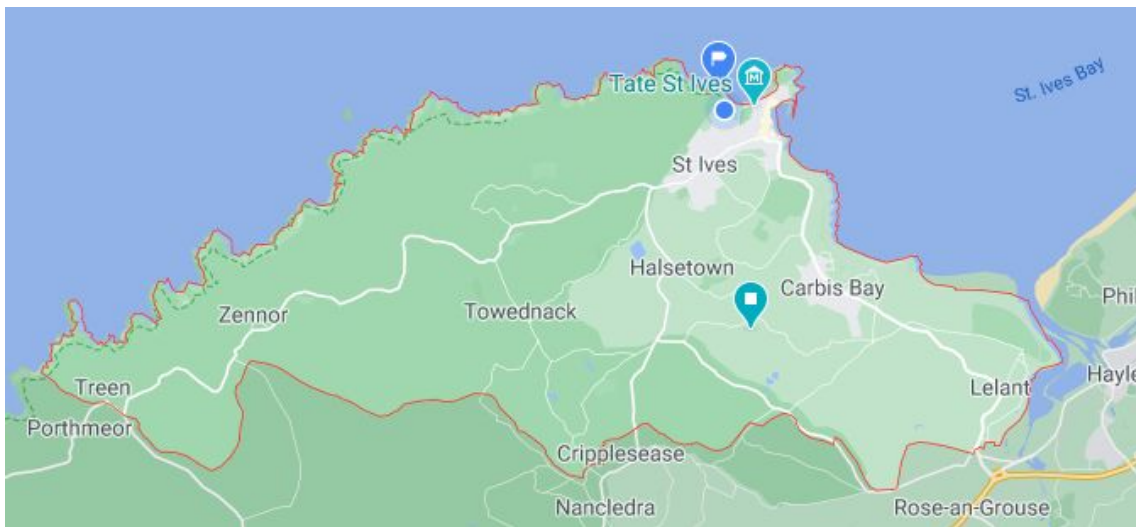 St. Ives Bay
Tate St Ives
St Ives
Halsetown
Carbis Bay
Phil
Zennor
Towednack
Treen
Lelant
Hayle
Porthmeor
Cripplesease
Nancledra
Rose-an-Grouse